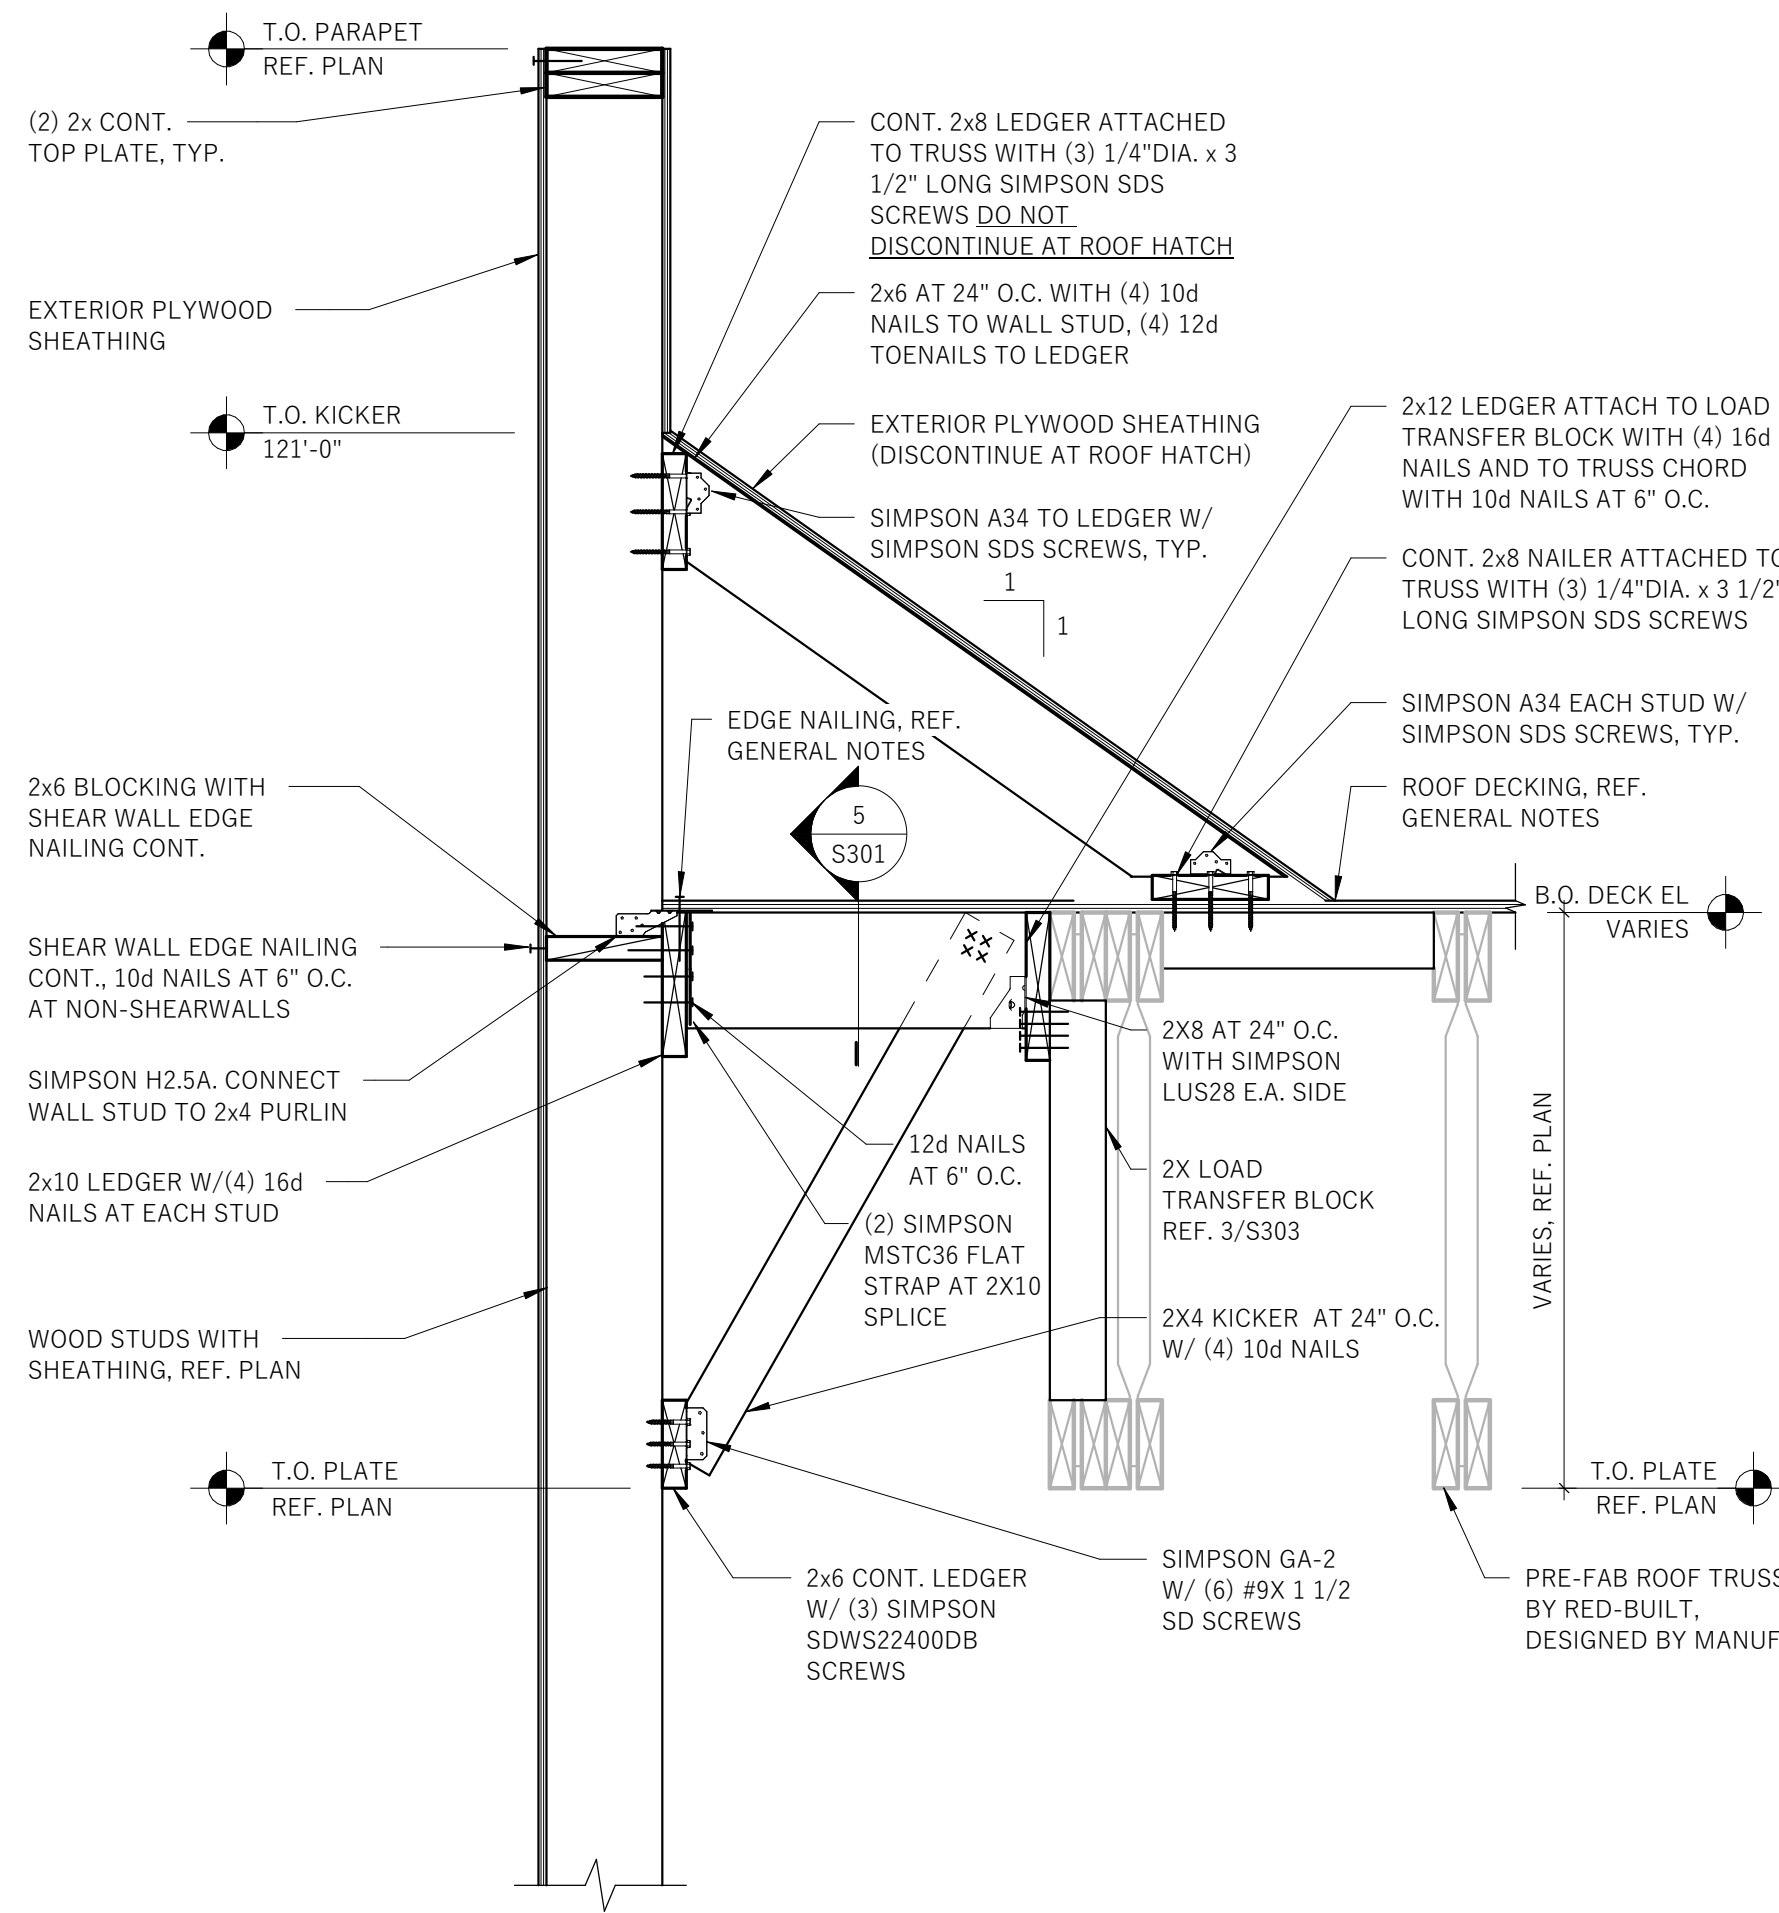 T.O. PARAPET
REF. PLAN
(2) 2x CONT.
TOP PLATE, TYP.
EXTERIOR PLYWOOD
SHEATHING
T.O. KICKER
121'-0"
2x6 BLOCKING WITH
SHEAR WALL EDGE
NAILING CONT.
SHEAR WALL EDGE NAILING
CONT., 10d NAILS AT 6" O.C.
AT NON-SHEARWALLS
SIMPSON H2.5A. CONNECT
WALL STUD TO 2x4 PURLIN
2x10 LEDGER W/(4) 16d
NAILS AT EACH STUD
WOOD STUDS WITH
SHEATHING, REF. PLAN
T.O. PLATE
REF. PLAN
CONT. 2x8 LEDGER ATTACHED
TO TRUSS WITH (3) 1/4"DIA. x 3
1/2" LONG SIMPSON SDS
SCREWS DO NOT
DISCONTINUE AT ROOF HATCH
2x6 AT 24" O.C. WITH (4) 10d
NAILS TO WALL STUD, (4) 12d
TOENAILS TO LEDGER
EXTERIOR PLYWOOD SHEATHING
(DISCONTINUE AT ROOF HATCH)
SIMPSON A34 TO LEDGER W/
SIMPSON SDS SCREWS, TYP.
1
1
EDGE NAILING, REF.
GENERAL NOTES
5
S301
12d NAILS
AT 6" O.C.
(2) SIMPSON
MSTC36 FLAT
STRAP AT 2X10
SPLICE
2x6 CONT. LEDGER
W/ (3) SIMPSON
SDWS22400DB
SCREWS
2x12 LEDGER ATTACH TO LOAD
TRANSFER BLOCK WITH (4) 16d
NAILS AND TO TRUSS CHORD
WITH 10d NAILS AT 6" O.C.
CONT. 2x8 NAILER ATTACHED TO
TRUSS WITH (3) 1/4"DIA. x 3 1/2"
LONG SIMPSON SDS SCREWS
SIMPSON A34 EACH STUD W/
SIMPSON SDS SCREWS, TYP.
ROOF DECKING, REF.
GENERAL NOTES
B.O. DECK EL
VARIES
2X8 AT 24" O.C.
WITH SIMPSON
LUS28 E.A. SIDE
2X LOAD
TRANSFER BLOCK
REF. 3/S303
2X4 KICKER AT 24" O.C.
W/ (4) 10d NAILS
VARIES, REF. PLAN
T.O. PLATE
REF. PLAN
SIMPSON GA-2
W/ (6) #9X 1 1/2
SD SCREWS
PRE-FAB ROOF TRUSS
BY RED-BUILT,
DESIGNED BY MANUF